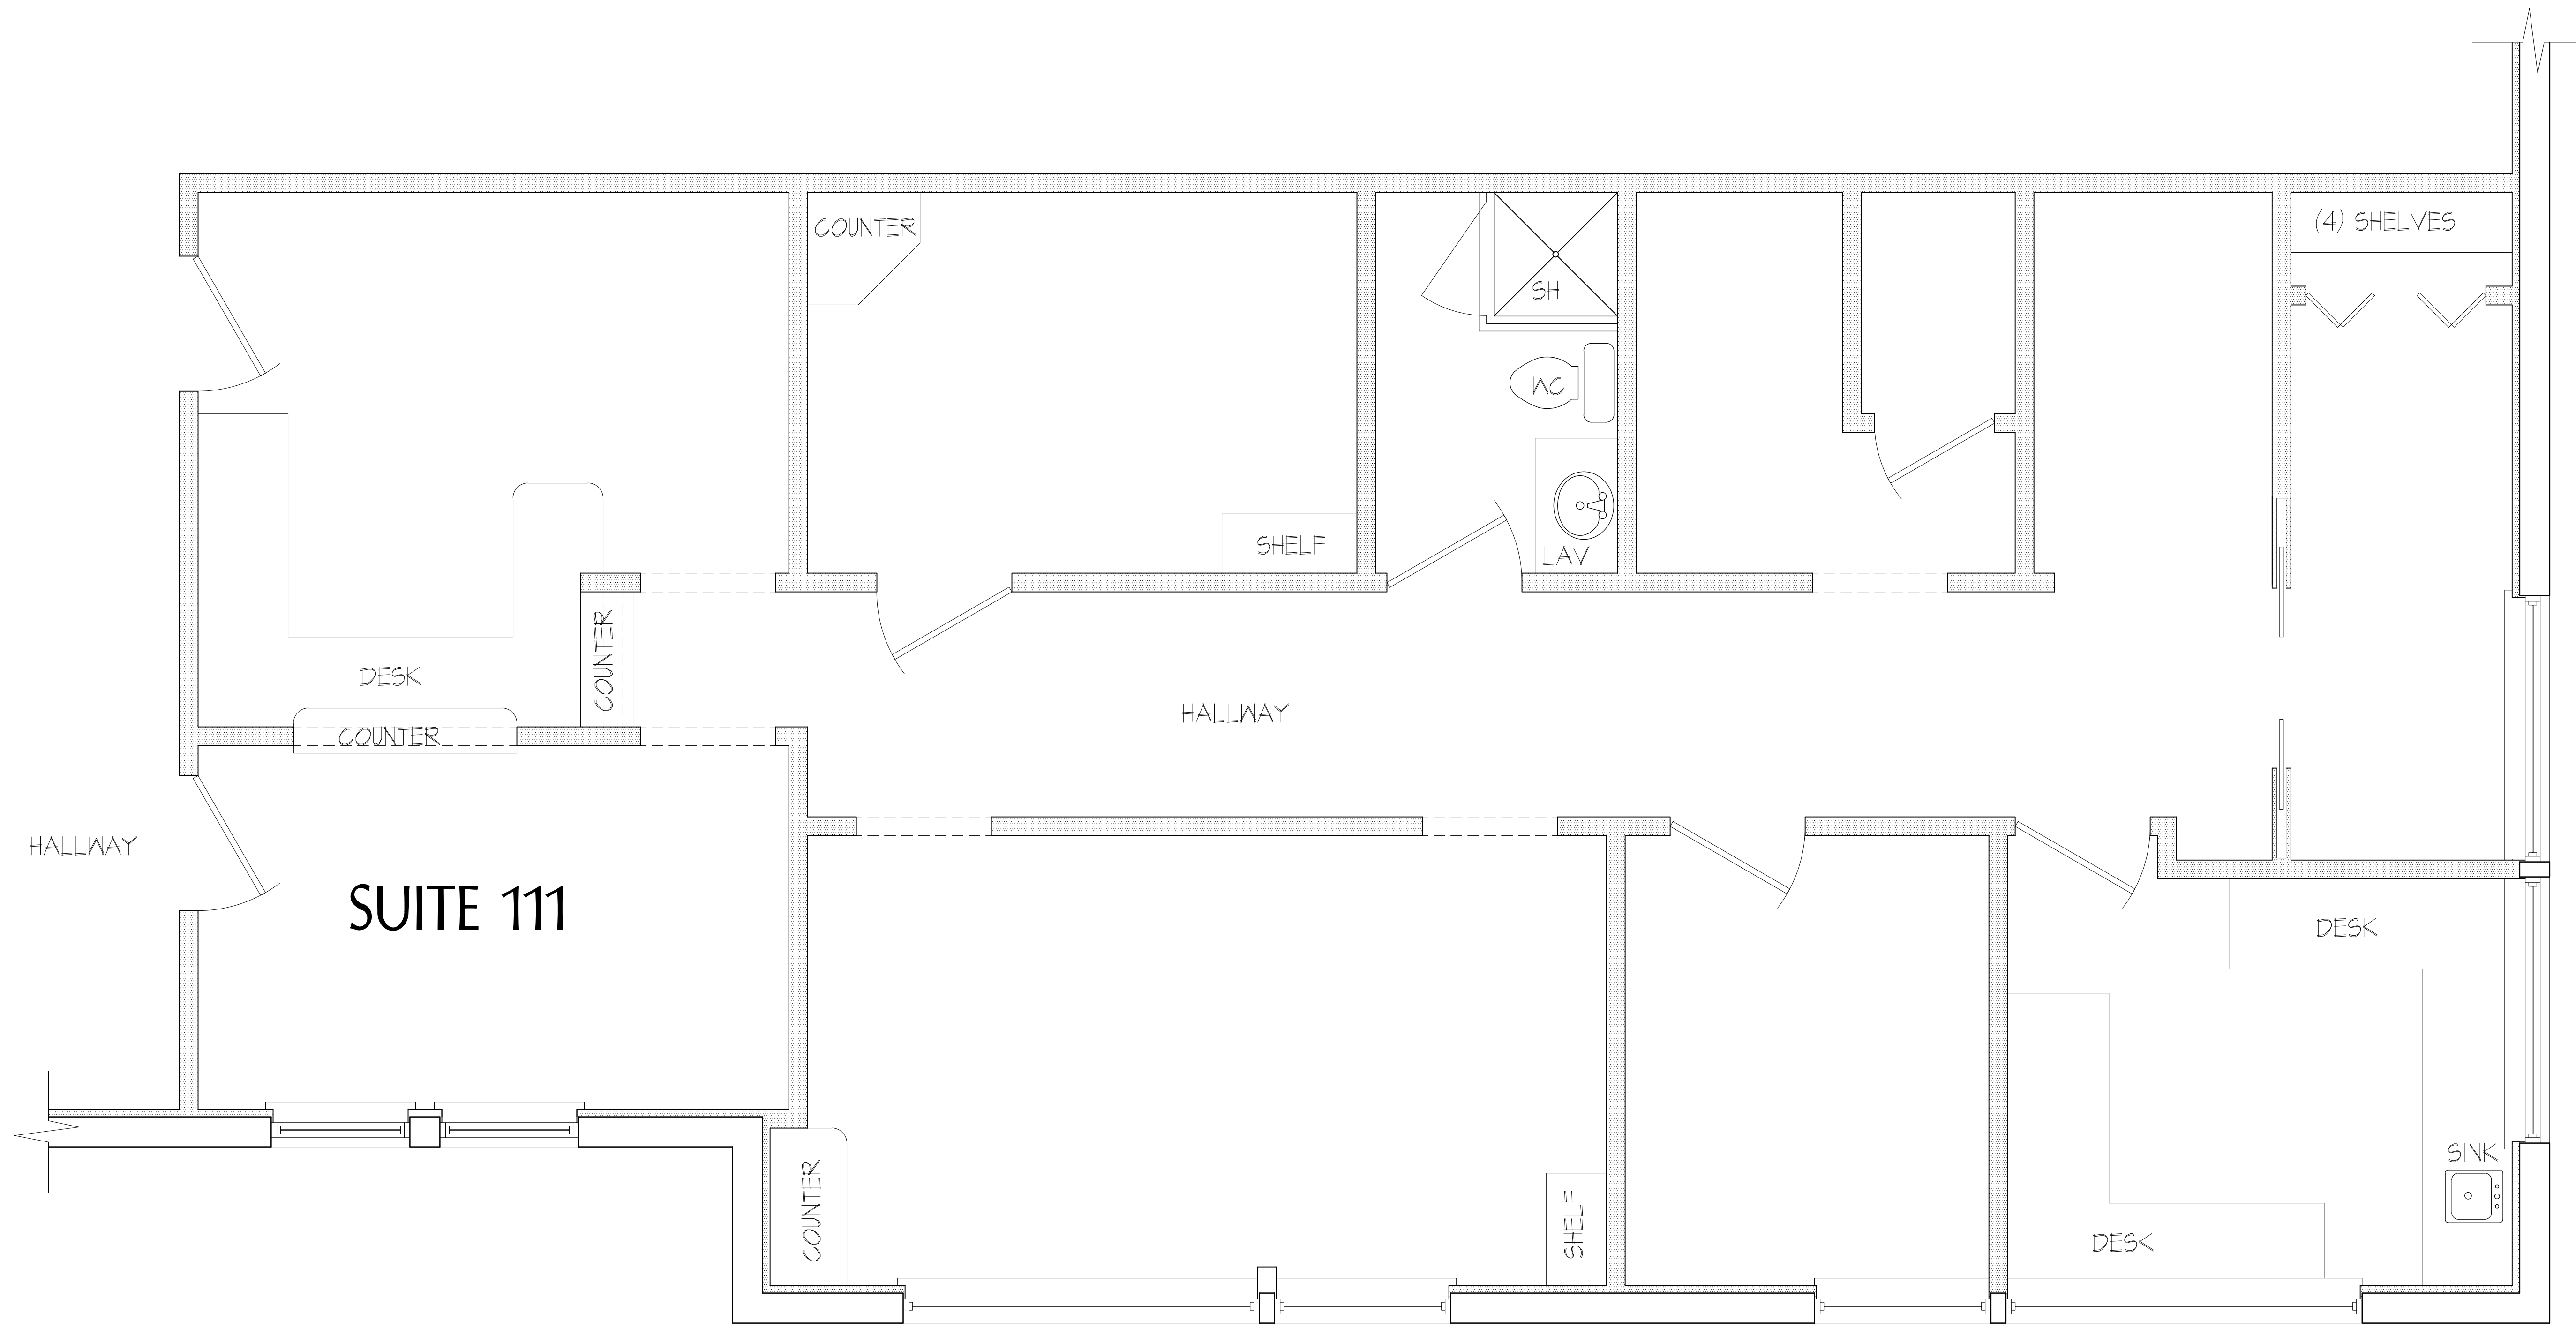 COUNTER
(4) SHELVES
SH
WC
SHELF
LAV
COUNTER
DESK
HALLWAY
COUNTER
HALLWAY
SUITE 111
DESK
SINK
COUNTER
SHELF
DESK